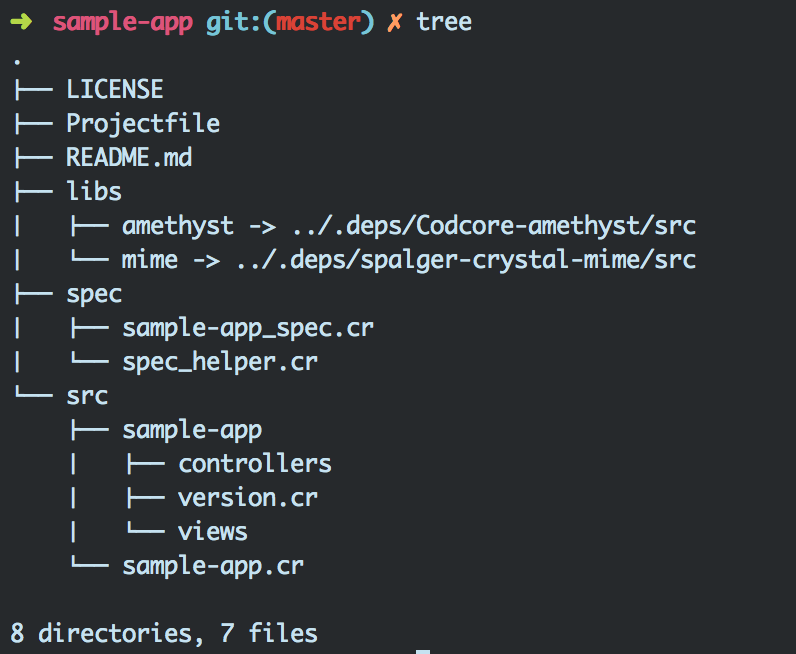 ➜  sample-app git:(master) ✗ tree
.
├── LICENSE
├── Projectfile
├── README.md
├── libs
│   ├── amethyst -> ../.deps/Codcore-amethyst/src
│   └── mime -> ../.deps/spalger-crystal-mime/src
├── spec
│   ├── sample-app_spec.cr
│   └── spec_helper.cr
└── src
    ├── sample-app
    │   ├── controllers
    │   ├── version.cr
    │   └── views
    └── sample-app.cr

8 directories, 7 files